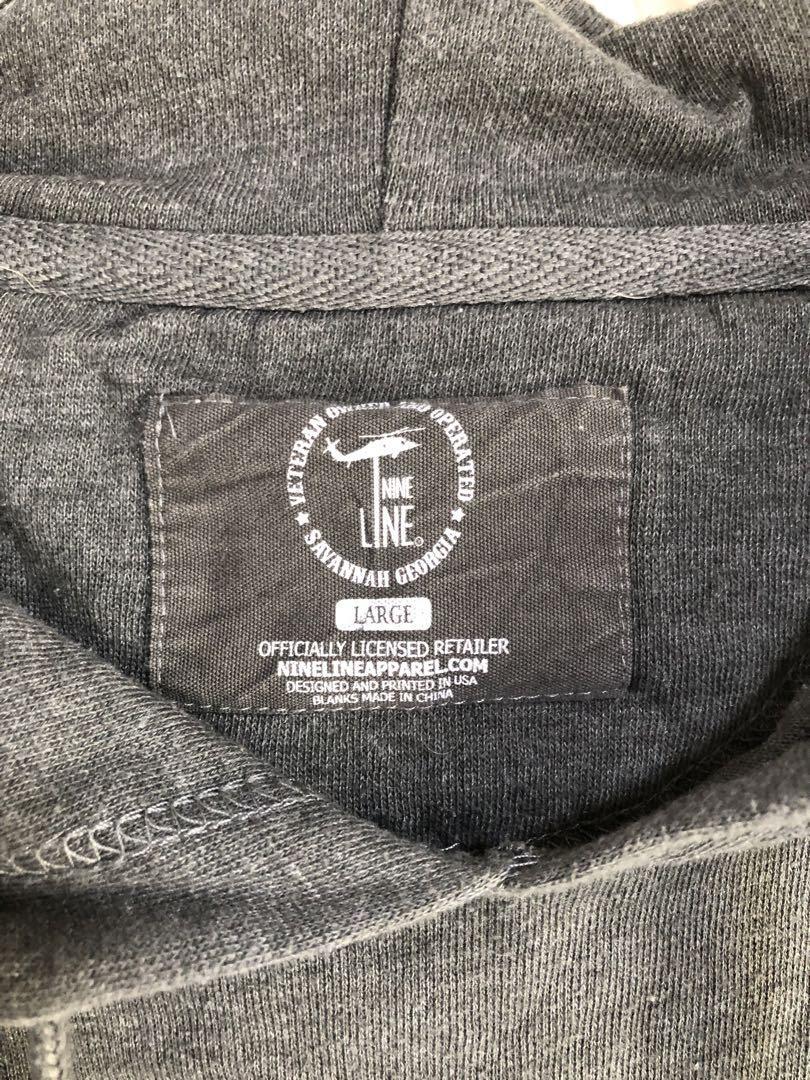 VETERAN OWNED AND OPERATED
NINE
LINE
★ SAVANNAH GEORGIA ★
LARGE
OFFICIALLY LICENSED RETAILER
NINELINEAPPAREL.COM
DESIGNED AND PRINTED IN USA
BLANKS MADE IN CHINA